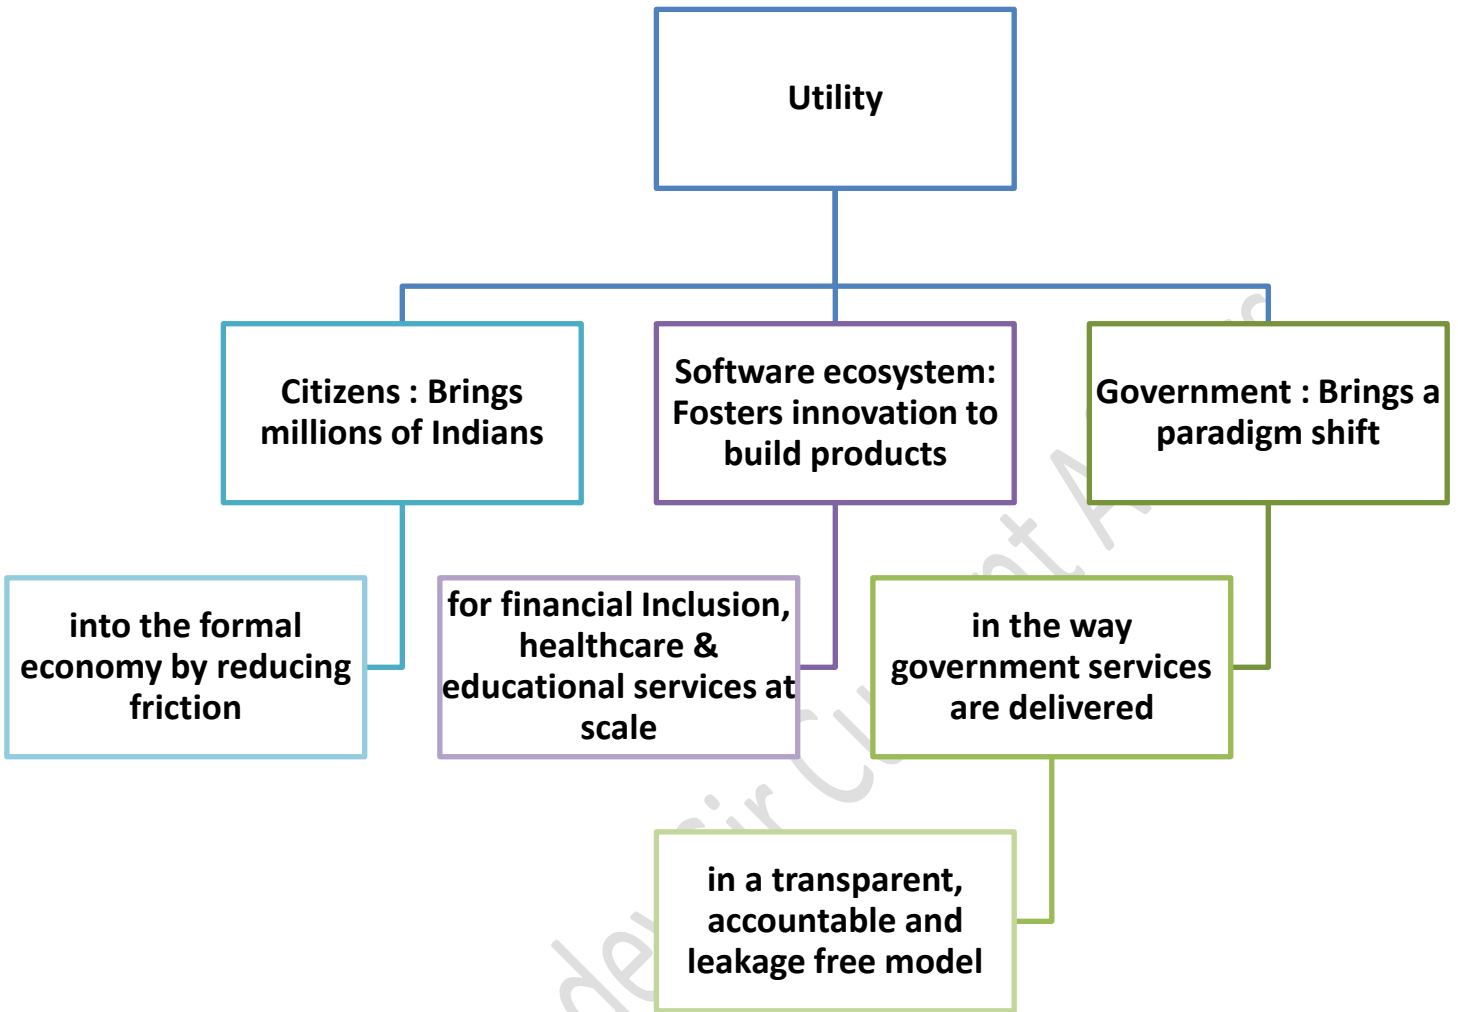 Utility
Citizens : Brings
millions of Indians
Software ecosystem:
Fosters innovation to
build products
Government : Brings a
paradigm shift
into the formal
economy by reducing
friction
for financial Inclusion,
healthcare &
educational services at
scale
in the way
government services
are delivered
in a transparent,
accountable and
leakage free model
Sir